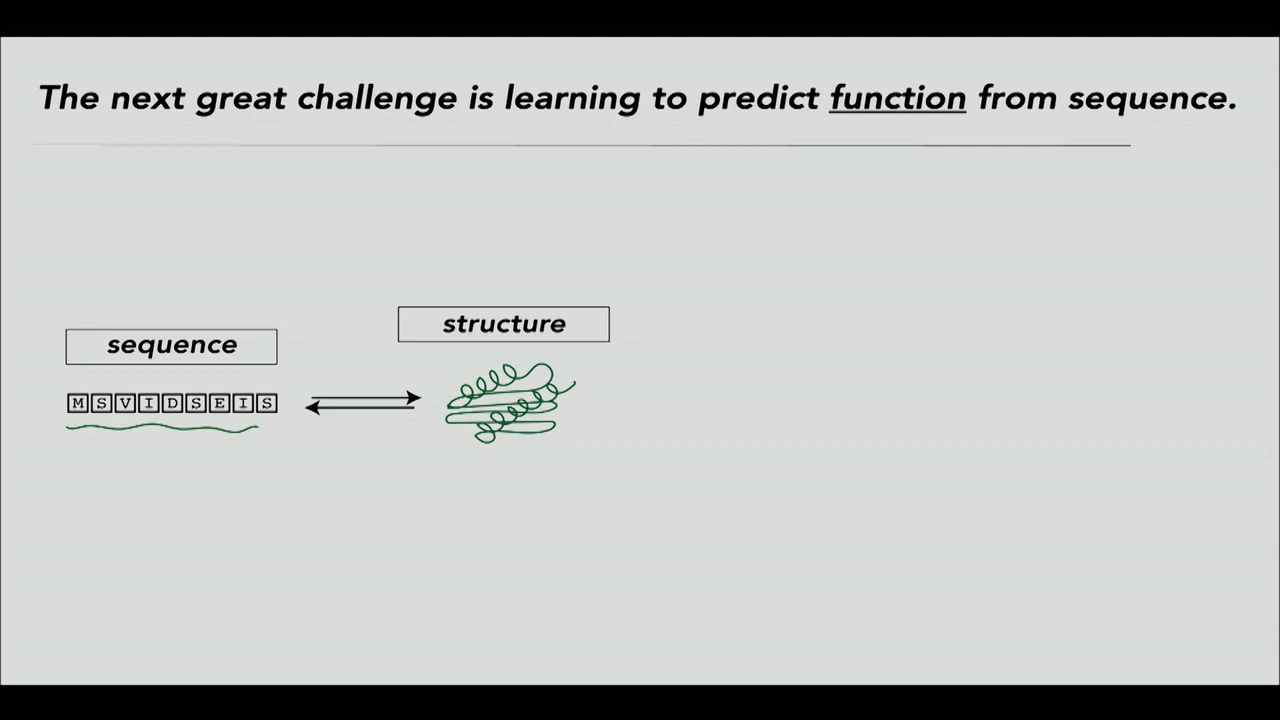 The next great challenge is learning to predict function from sequence.
structure
sequence
MSVIDSEIS